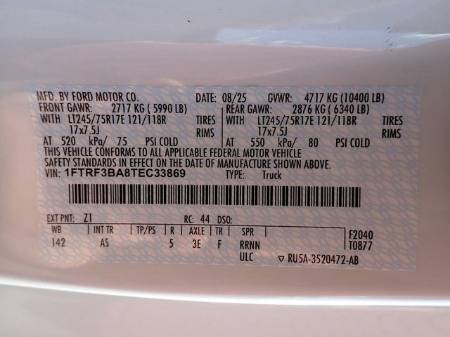 MFD. BY FORD MOTOR CO. DATE: 08/25 GVWR: 4717 KG (10400 LB)
FRONT GAWR: 2717 KG (5990 LB) REAR GAWR: 2876 KG (6340 LB)
WITH LT245/75R17E 121/118R TIRES WITH LT245/75R17E 121/118R TIRES
17x7.5J RIMS 17x7.5J RIMS
AT 520 kPa/ 75 PSI COLD AT 550 kPa/ 80 PSI COLD
THIS VEHICLE CONFORMS TO ALL APPLICABLE FEDERAL MOTOR VEHICLE
SAFETY STANDARDS IN EFFECT ON THE DATE OF MANUFACTURE SHOWN ABOVE.
VIN: 1FTRF3BA8TEC33869 TYPE: Truck
EXT PNT: Z1 RC: 44 DSO:
WB INT TR TP/PS R AXLE TR SPR F2040
142 AS 5 3E F RRNN T0877
ULC ▽ RU5A-3520472-AB